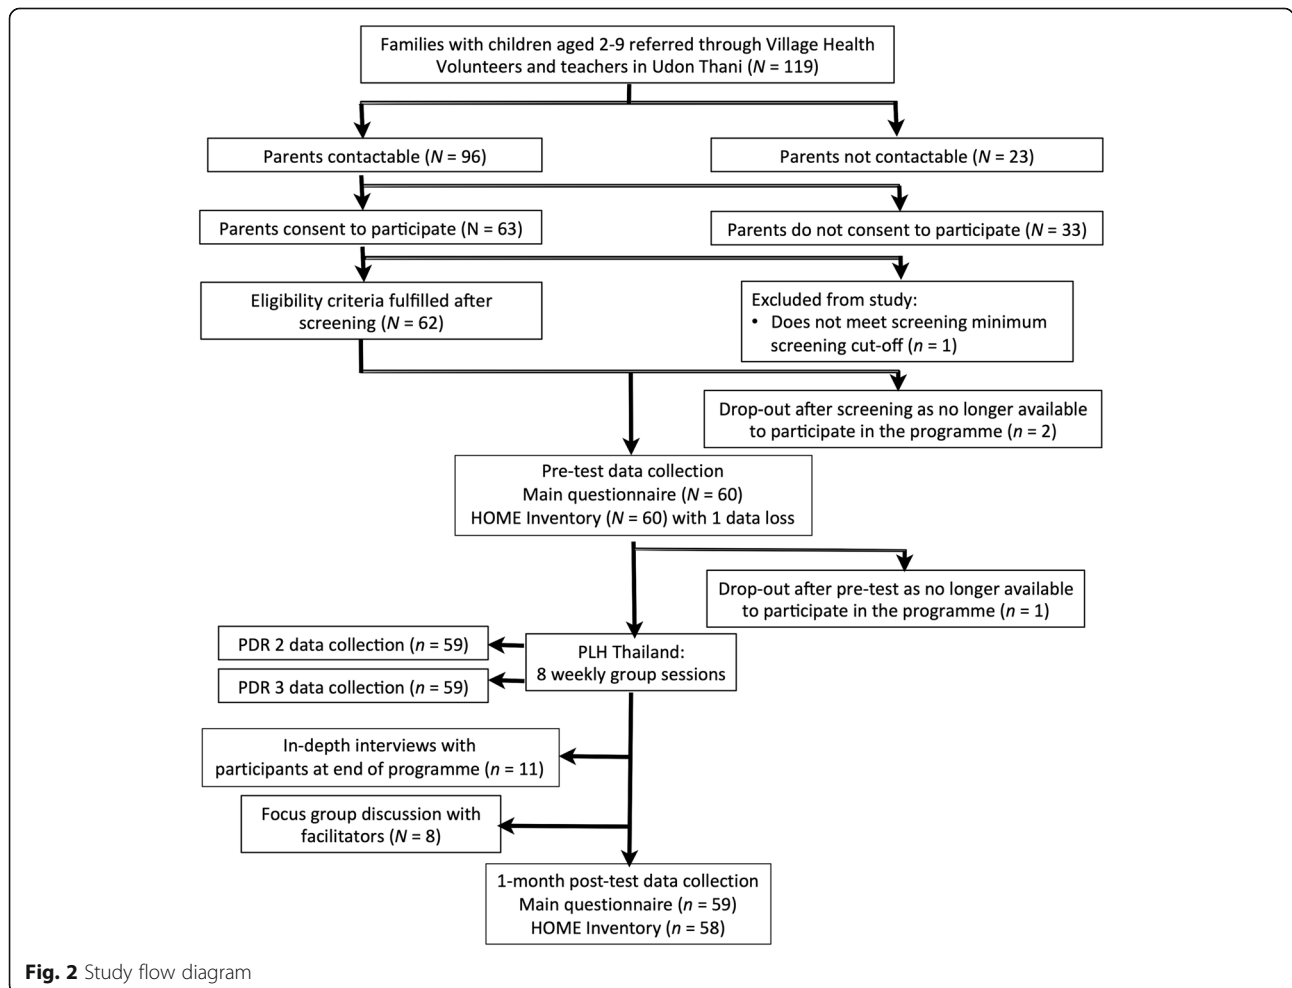 Families with children aged 2-9 referred through Village Health
Volunteers and teachers in Udon Thani (N = 119)
Parents contactable (N = 96)
Parents not contactable (N = 23)
Parents consent to participate (N = 63)
Parents do not consent to participate (N = 33)
Eligibility criteria fulfilled after
screening (N = 62)
Excluded from study:
• Does not meet screening minimum
screening cut-off (n = 1)
Drop-out after screening as no longer available
to participate in the programme (n = 2)
Pre-test data collection
Main questionnaire (N = 60)
HOME Inventory (N = 60) with 1 data loss
Drop-out after pre-test as no longer available
to participate in the programme (n = 1)
PDR 2 data collection (n = 59)
PDR 3 data collection (n = 59)
PLH Thailand:
8 weekly group sessions
In-depth interviews with
participants at end of programme (n = 11)
Focus group discussion with
facilitators (N = 8)
1-month post-test data collection
Main questionnaire (n = 59)
HOME Inventory (n = 58)
Fig. 2 Study flow diagram